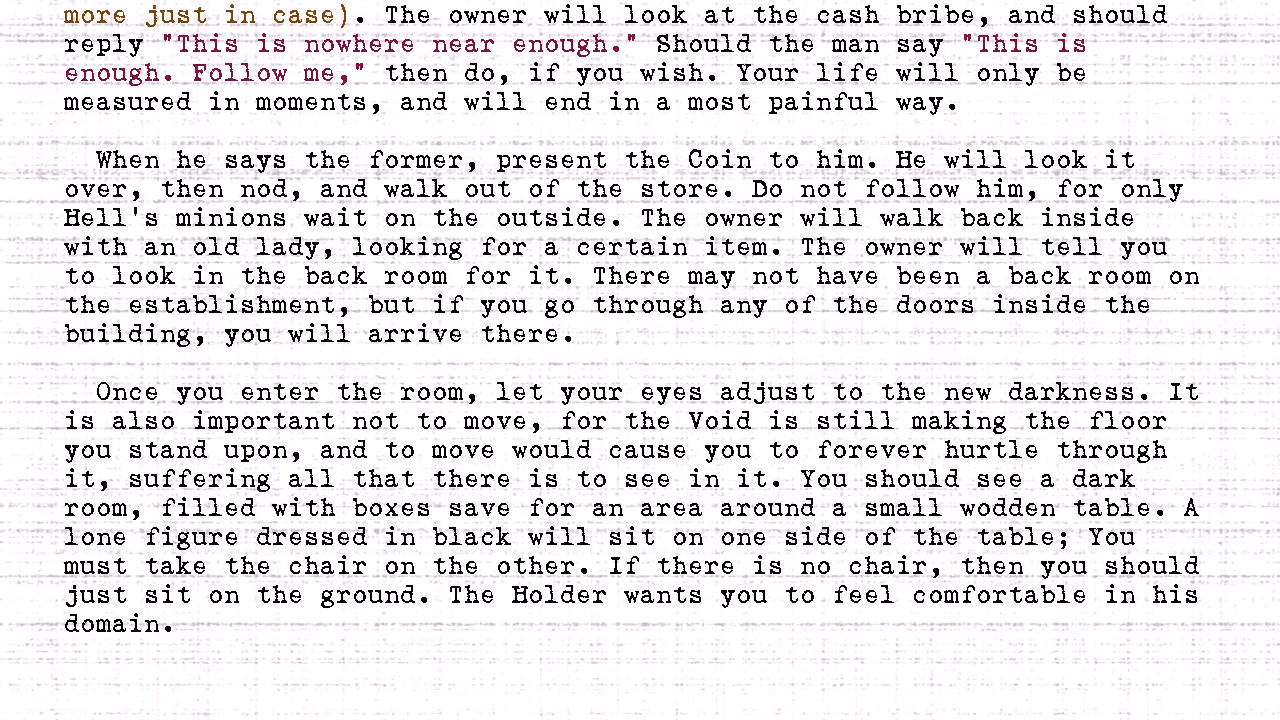 more just in case). The owner will look at the cash bribe, and should
reply "This is nowhere near enough." Should the man say "This is
enough. Follow me," then do, if you wish. Your life will only be
measured in moments, and will end in a most painful way.
When he says the former, present the Coin to him. He will look it
over, then nod, and walk out of the store. Do not follow him, for only
Hell's minions wait on the outside. The owner will walk back inside
with an old lady, looking for a certain item. The owner will tell you
to look in the back room for it. There may not have been a back room on
the establishment, but if you go through any of the doors inside the
building, you will arrive there.
Once you enter the room, let your eyes adjust to the new darkness. It
is also important not to move, for the Void is still making the floor
you stand upon, and to move would cause you to forever hurtle through
it, suffering all that there is to see in it. You should see a dark
room, filled with boxes save for an area around a small wodden table. A
lone figure dressed in black will sit on one side of the table; You
must take the chair on the other. If there is no chair, then you should
just sit on the ground. The Holder wants you to feel comfortable in his
domain.